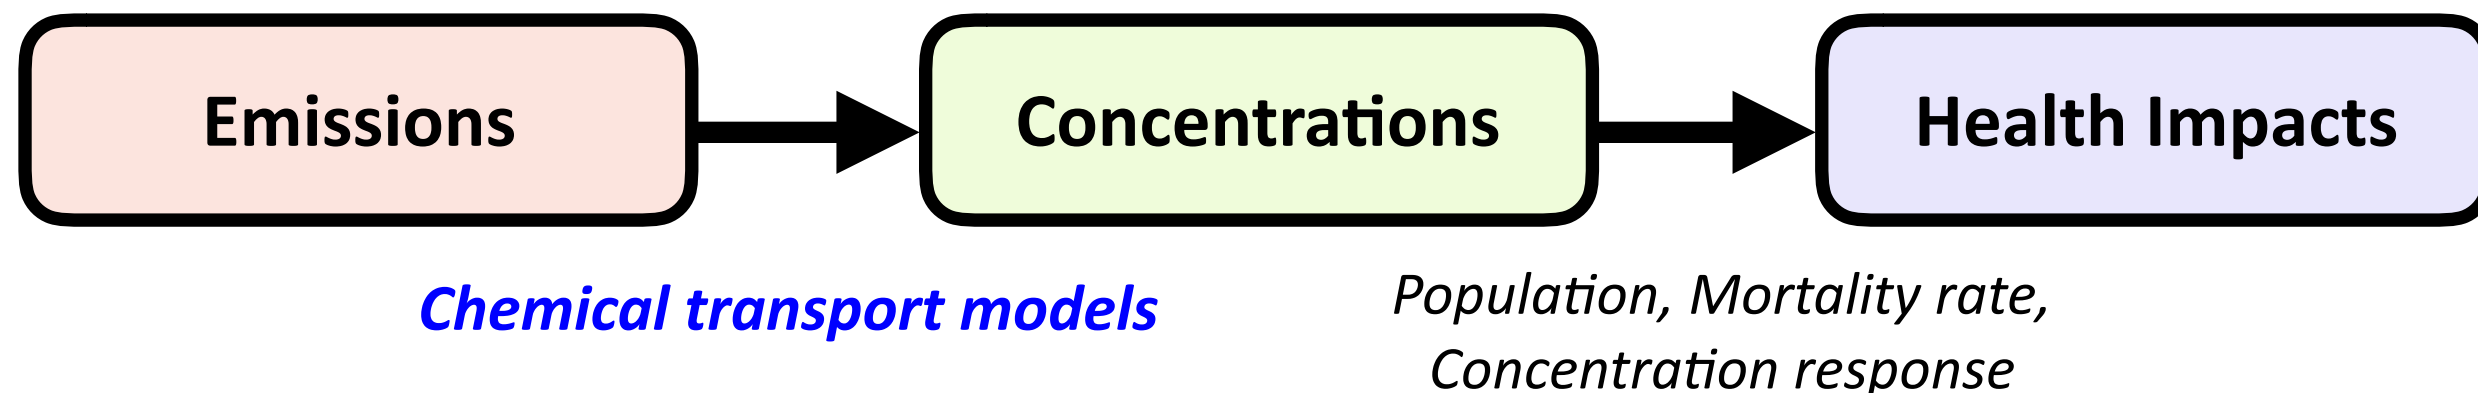 Emissions
Concentrations
Health Impacts
Chemical transport models
Population, Mortality rate,
Concentration response